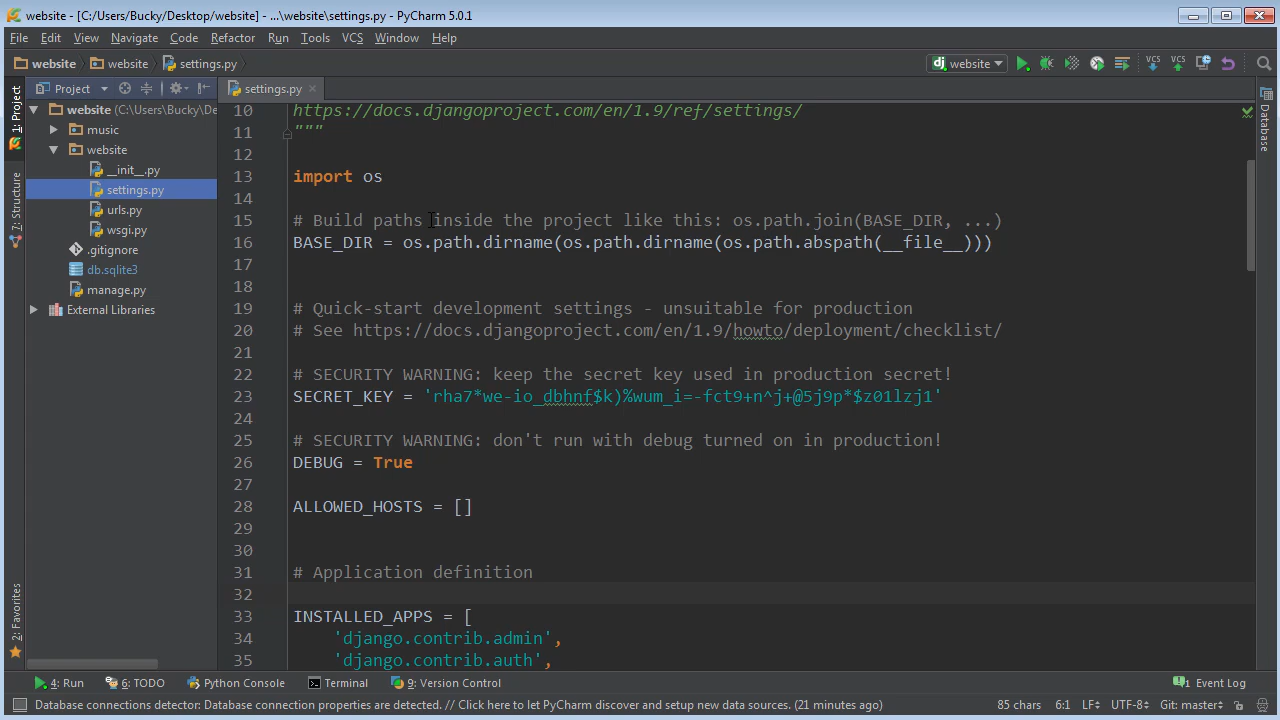 website - [C:/Users/Bucky/Desktop/website] - ...\website\settings.py - PyCharm 5.0.1
File Edit View Navigate Code Refactor Run Tools VCS Window Help
website website settings.py
dj website
VCS VCS
1: Project
7: Structure
2: Favorites
Project
website (C:\Users\Bucky\De
music
website
__init__.py
settings.py
urls.py
wsgi.py
.gitignore
db.sqlite3
manage.py
External Libraries
settings.py
10 https://docs.djangoproject.com/en/1.9/ref/settings/
11 """
12
13 import os
14
15 # Build paths inside the project like this: os.path.join(BASE_DIR, ...)
16 BASE_DIR = os.path.dirname(os.path.dirname(os.path.abspath(__file__)))
17
18
19 # Quick-start development settings - unsuitable for production
20 # See https://docs.djangoproject.com/en/1.9/howto/deployment/checklist/
21
22 # SECURITY WARNING: keep the secret key used in production secret!
23 SECRET_KEY = 'rha7*we-io_dbhnf$k)%wum_i=-fct9+n^j+@5j9p*$z01lzj1'
24
25 # SECURITY WARNING: don't run with debug turned on in production!
26 DEBUG = True
27
28 ALLOWED_HOSTS = []
29
30
31 # Application definition
32
33 INSTALLED_APPS = [
34 'django.contrib.admin',
35 'django.contrib.auth',
Database
4: Run 6: TODO Python Console Terminal 9: Version Control 1 Event Log
Database connections detector: Database connection properties are detected. // Click here to let PyCharm discover and setup new data sources. (21 minutes ago) 85 chars 6:1 LF UTF-8 Git: master